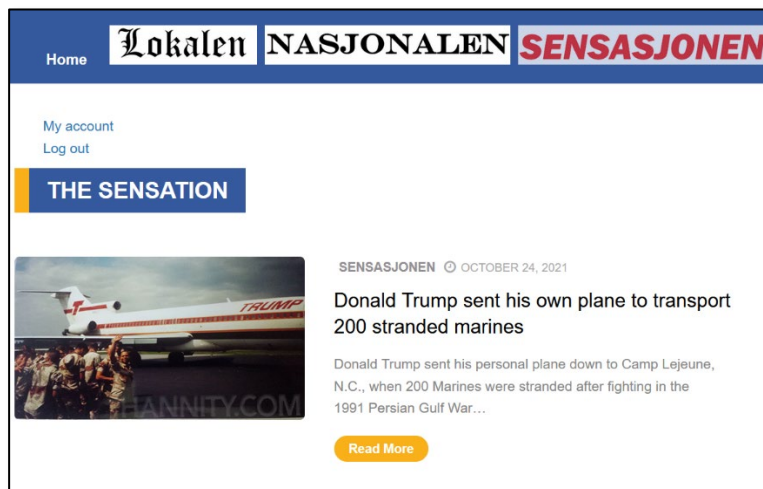 Home
Lokalen
NASJONALEN
SENSASJONEN
My account
Log out
THE SENSATION
SENSASJONEN OCTOBER 24, 2021
Donald Trump sent his own plane to transport
200 stranded marines
Donald Trump sent his personal plane down to Camp Lejeune,
N.C., when 200 Marines were stranded after fighting in the
1991 Persian Gulf War…
Read More
T
TRUMP
HANNITY.COM